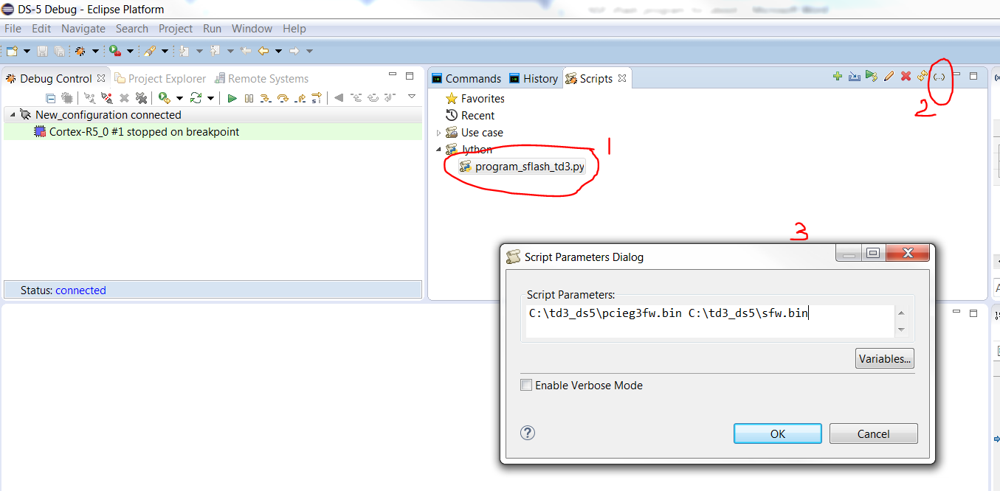 DS-5 Debug - Eclipse Platform
File Edit Navigate Search Project Run Window Help
Debug Control Project Explorer Remote Systems
New_configuration connected
Cortex-R5_0 #1 stopped on breakpoint
Status: connected
Commands History Scripts (..)
2
Favorites
Recent
Use case
Jython
1
program_sflash_td3.py
3
Script Parameters Dialog
Script Parameters:
C:\td3_ds5\pcieg3fw.bin C:\td3_ds5\sfw.bin
Variables...
Enable Verbose Mode
?
OK Cancel